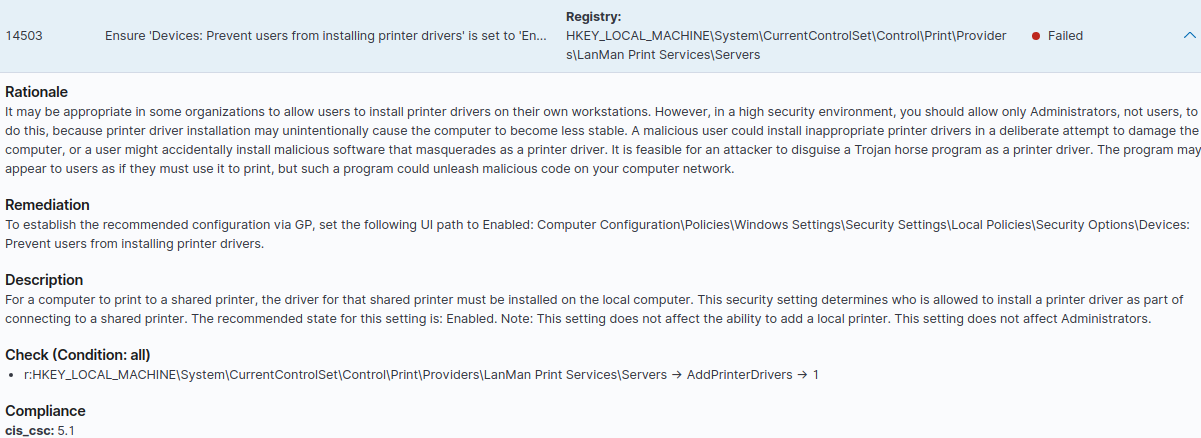 14503
Ensure 'Devices: Prevent users from installing printer drivers' is set to 'En...
Registry:
HKEY_LOCAL_MACHINE\System\CurrentControlSet\Control\Print\Provider
s\LanMan Print Services\Servers
Failed
Rationale
It may be appropriate in some organizations to allow users to install printer drivers on their own workstations. However, in a high security environment, you should allow only Administrators, not users, to
do this, because printer driver installation may unintentionally cause the computer to become less stable. A malicious user could install inappropriate printer drivers in a deliberate attempt to damage the
computer, or a user might accidentally install malicious software that masquerades as a printer driver. It is feasible for an attacker to disguise a Trojan horse program as a printer driver. The program may
appear to users as if they must use it to print, but such a program could unleash malicious code on your computer network.
Remediation
To establish the recommended configuration via GP, set the following UI path to Enabled: Computer Configuration\Policies\Windows Settings\Security Settings\Local Policies\Security Options\Devices:
Prevent users from installing printer drivers.
Description
For a computer to print to a shared printer, the driver for that shared printer must be installed on the local computer. This security setting determines who is allowed to install a printer driver as part of
connecting to a shared printer. The recommended state for this setting is: Enabled. Note: This setting does not affect the ability to add a local printer. This setting does not affect Administrators.
Check (Condition: all)
• r:HKEY_LOCAL_MACHINE\System\CurrentControlSet\Control\Print\Providers\LanMan Print Services\Servers → AddPrinterDrivers → 1
Compliance
cis_csc: 5.1